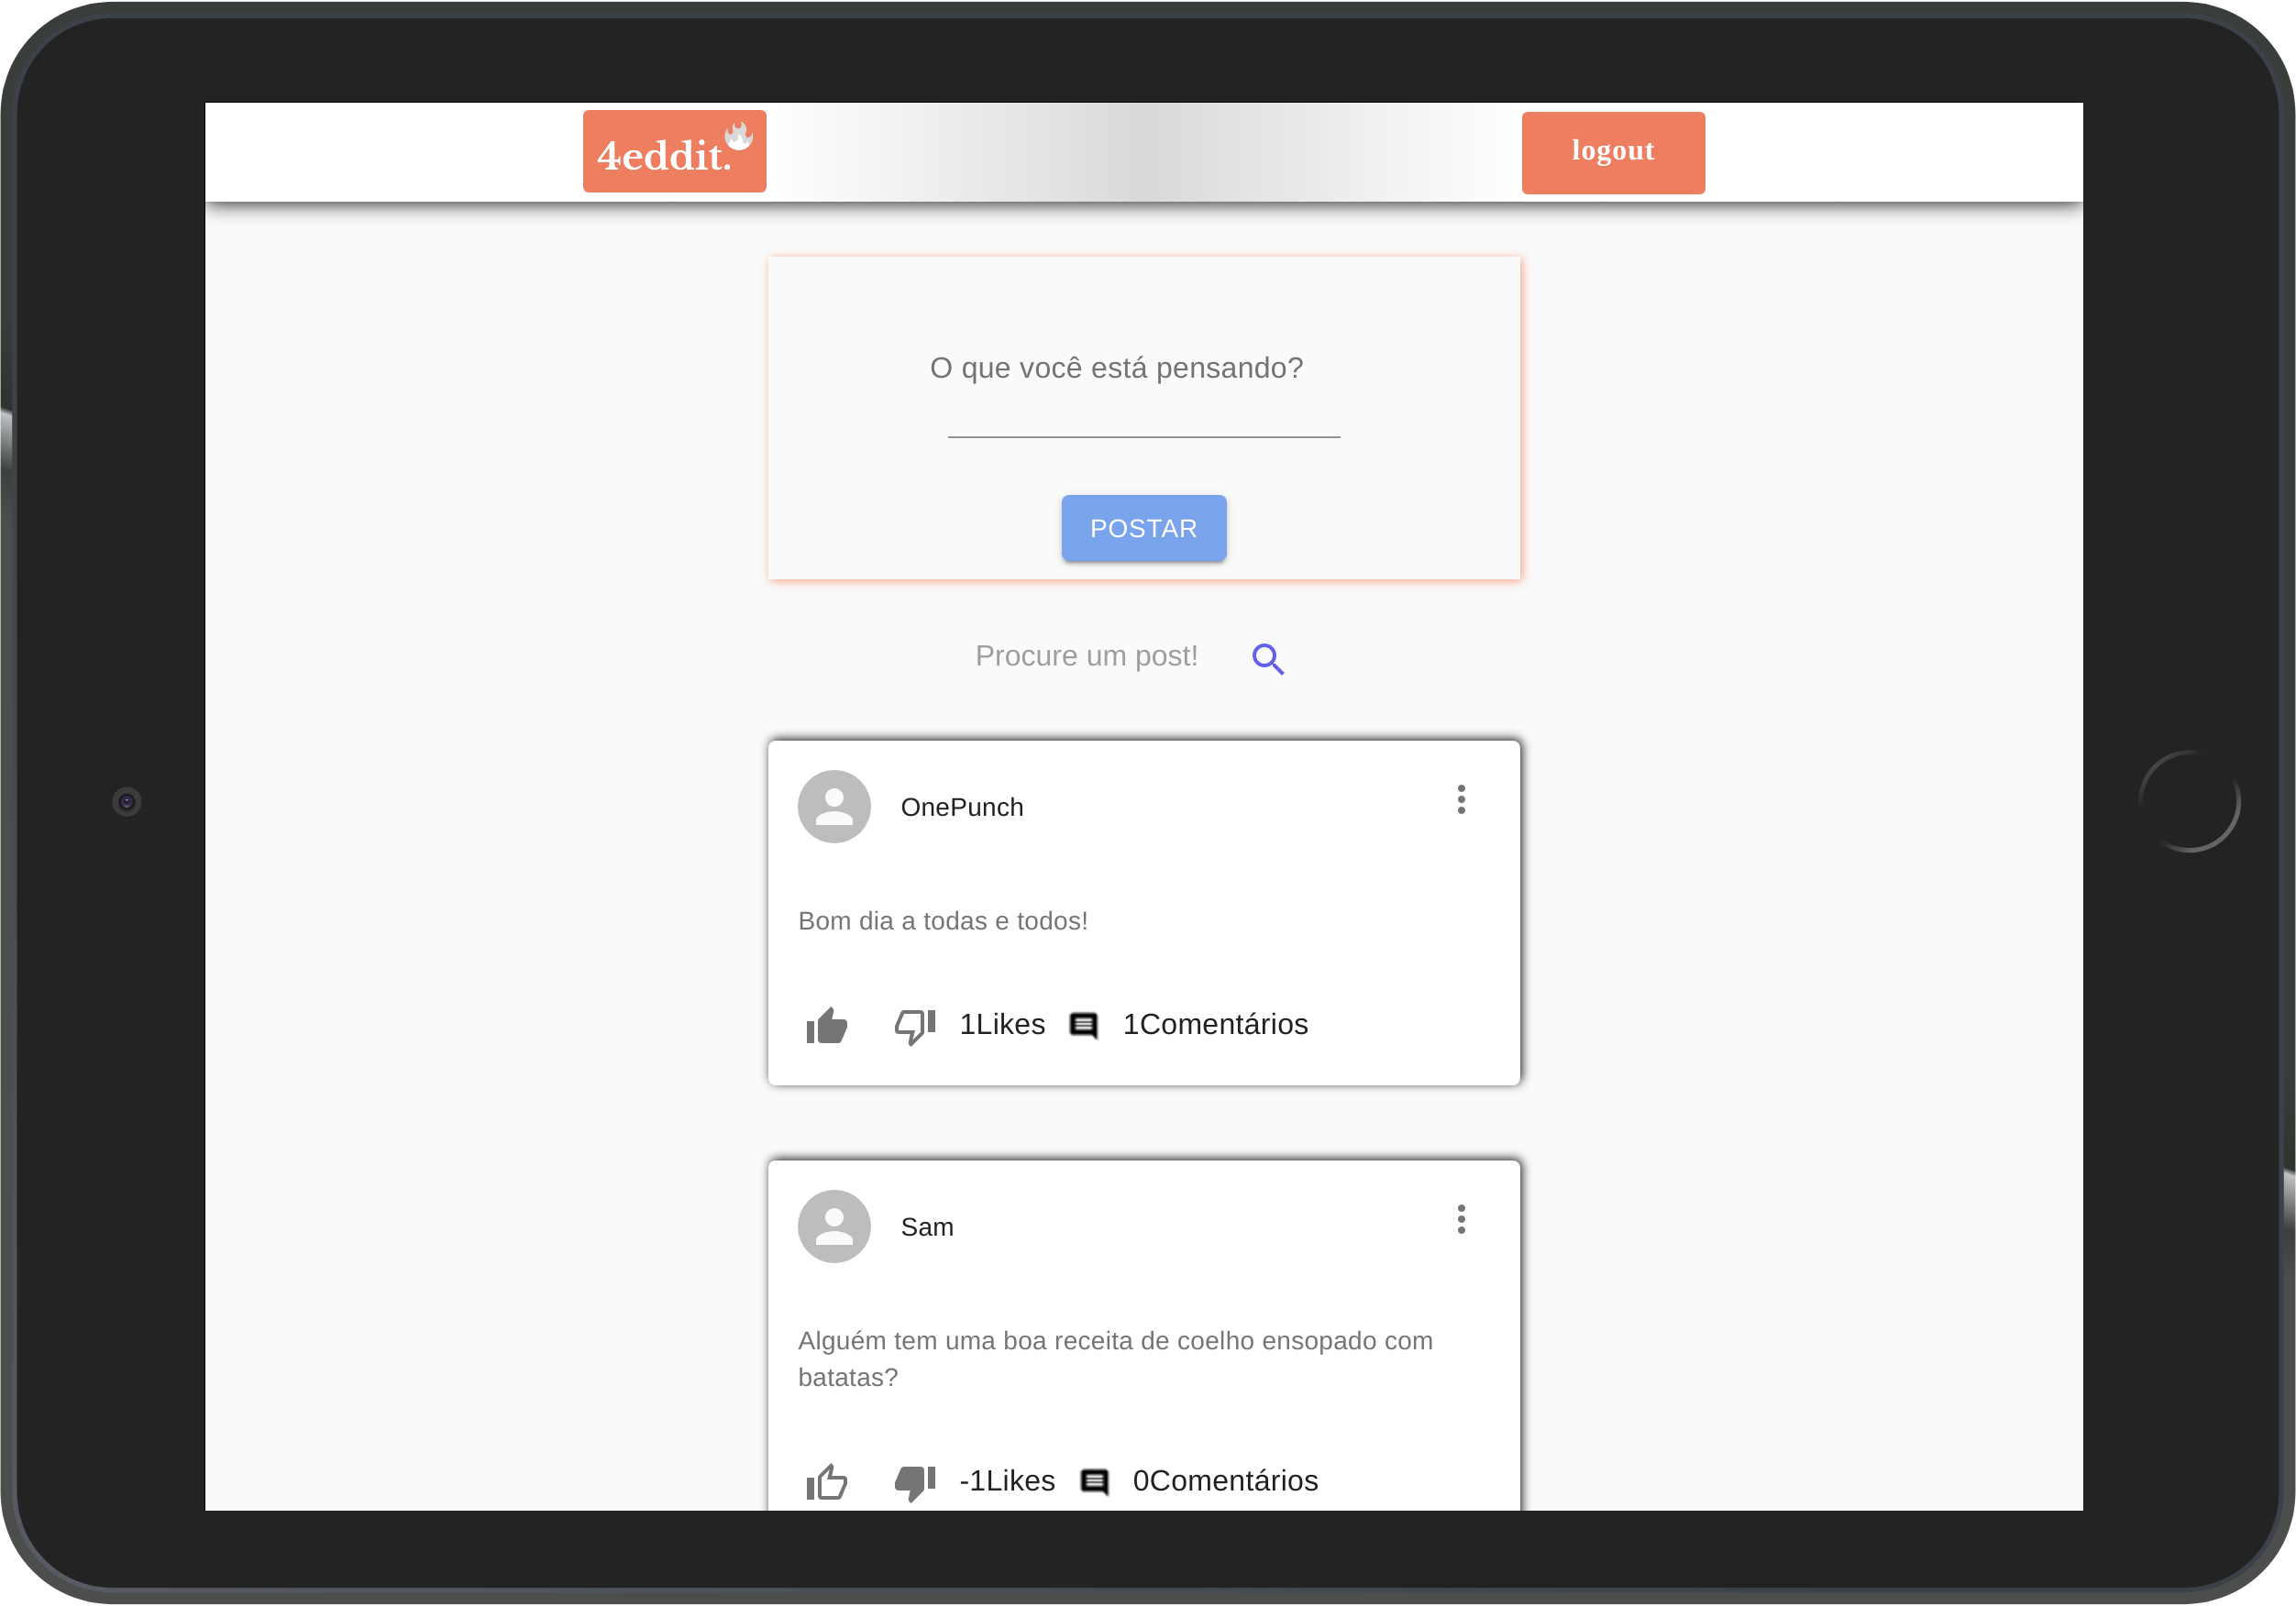 4eddit.
logout
O que você está pensando?
POSTAR
Procure um post!
OnePunch
Bom dia a todas e todos!
1Likes 1Comentários
Sam
Alguém tem uma boa receita de coelho ensopado com
batatas?
-1Likes 0Comentários